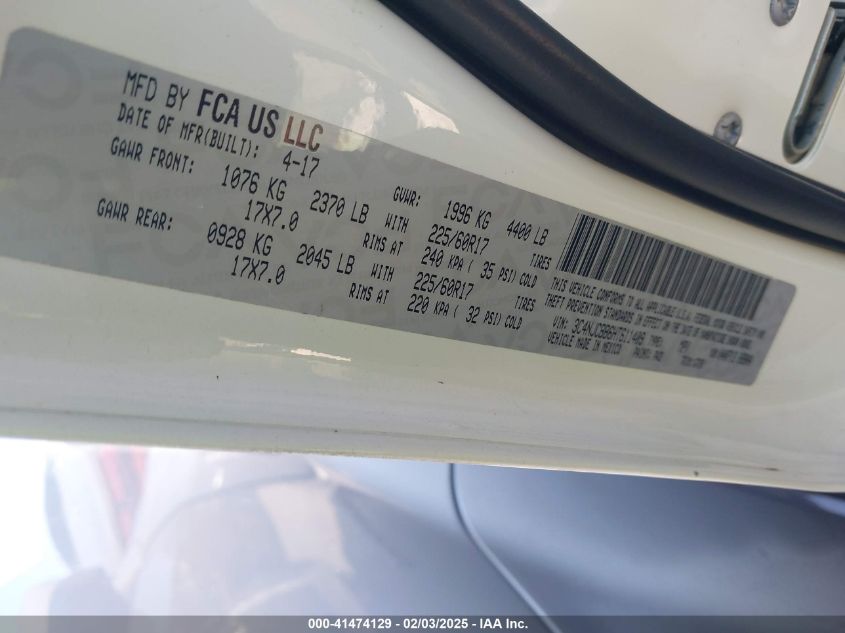 MFD BY FCA US LLC
DATE OF MFR(BUILT): 4-17
GVWR: 1996 KG 4400 LB
GAWR FRONT: 1076 KG 2370 LB WITH 225/60R17 TIRES
17X7.0 RIMS AT 240 KPA ( 35 PSI) COLD
GAWR REAR: 0928 KG 2045 LB WITH 225/60R17 TIRES
17X7.0 RIMS AT 220 KPA ( 32 PSI) COLD
THIS VEHICLE CONFORMS TO ALL APPLICABLE U.S.A. FEDERAL MOTOR VEHICLE SAFETY AND
THEFT PREVENTION STANDARDS IN EFFECT ON THE DATE OF MANUFACTURE SHOWN ABOVE.
VIN: TYPE: MPV
VEHICLE MADE IN MEXICO PAINT:
000-41474129 – 02/03/2025 – IAA Inc.